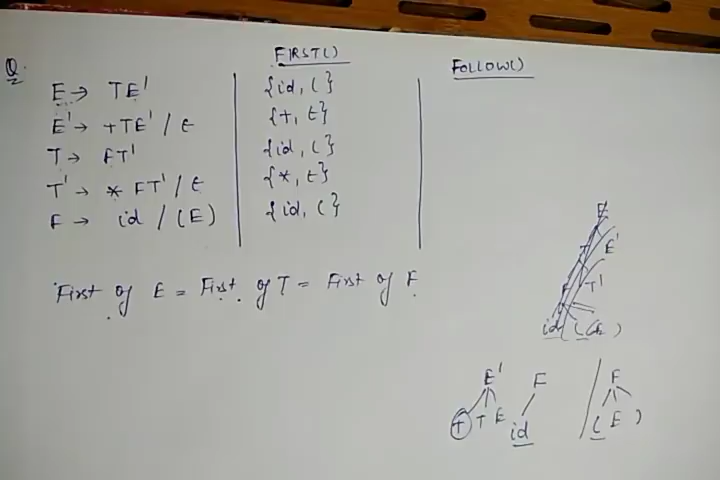 FIRST()
FOLLOW()
Q.
E → TE' {id, (}
E' → +TE' / ε {+, ε}
T → FT' {id, (}
T' → * FT' / ε {*, ε}
F → id / (E) {id, (}
First of E = First of T = First of F
E
T E'
F T'
id (E)
E' F F
+ T E id ( E )